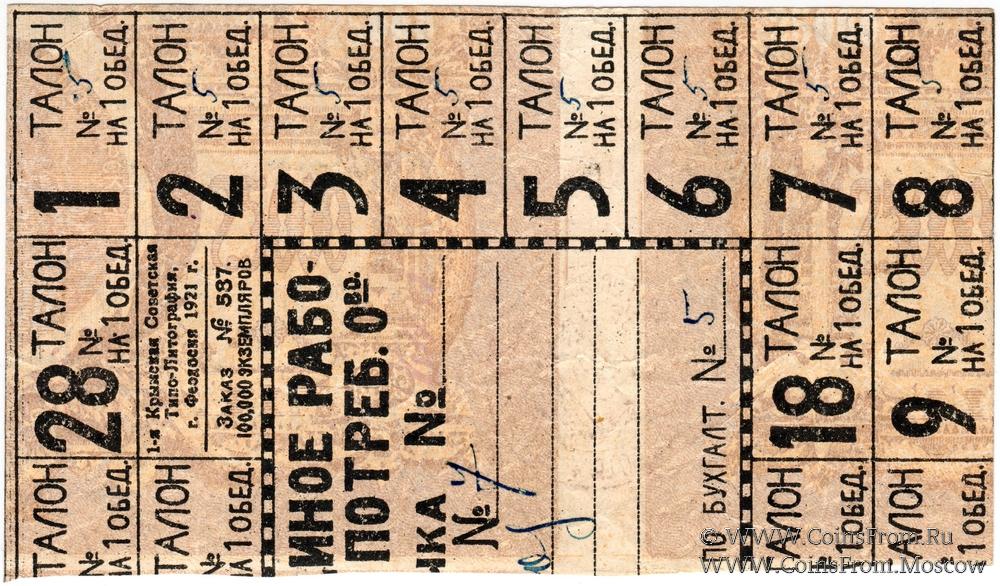 ТАЛОН
№ 5
НА 1 ОБЕД.
1
ТАЛОН
№ 5
НА 1 ОБЕД.
2
ТАЛОН
№ 5
НА 1 ОБЕД.
3
ТАЛОН
№ 5
НА 1 ОБЕД.
4
ТАЛОН
№ 5
НА 1 ОБЕД.
5
ТАЛОН
№ 5
НА 1 ОБЕД.
6
ТАЛОН
№ 5
НА 1 ОБЕД.
7
ТАЛОН
№ 5
НА 1 ОБЕД.
8
ТАЛОН
№
НА 1 ОБЕД.
28
1-я Крымская Советская
Типо-Литография,
г. Феодосия 1921 г.
ЗАКАЗ № 537.
100,000 ЭКЗЕМПЛЯРОВ
ИНОЕ РАБО-
ПОТРЕБ. Ово.
КА №
№ 7
ПО БУХГАЛТ. № 5
ТАЛОН
№
НА 1 ОБЕД.
18
ТАЛОН
№
НА 1 ОБЕД.
9
ТАЛОН
№
НА 1 ОБЕД.
ТАЛОН
№
НА 1 ОБЕД.
ТАЛОН
№
НА 1 ОБЕД.
ТАЛОН
№
НА 1 ОБЕД.
© WWW.CoinsFrom.Ru
WWW.CoinsFrom.Moscow